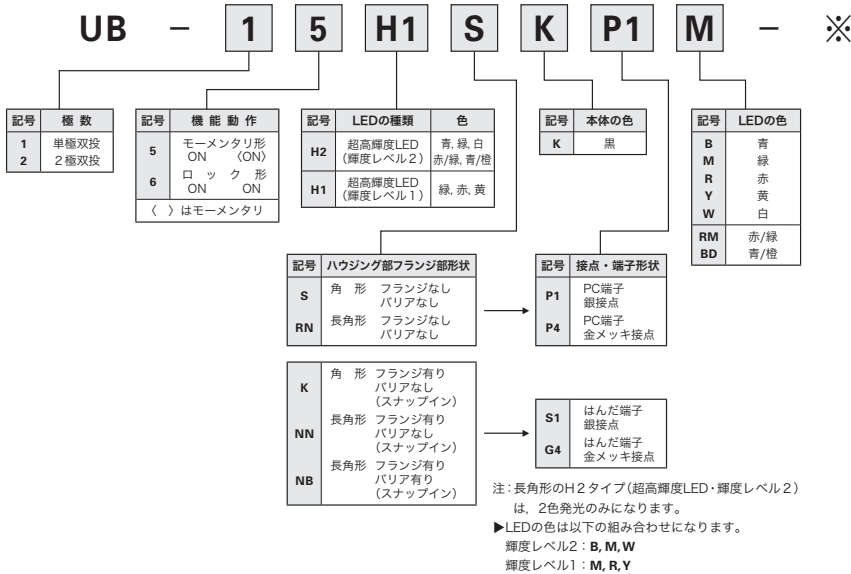 UB － 1 5 H1 S K P1 M － ※
記号 極 数
1 単極双投
2 2極双投
記号 機 能 動 作
5 モーメンタリ形
ON 〈ON〉
6 ロ ッ ク 形
ON ON
〈 〉はモーメンタリ
記号 LEDの種類 色
H2 超高輝度LED（輝度レベル2） 青, 緑, 白
赤/緑, 青/橙
H1 超高輝度LED（輝度レベル1） 緑, 赤, 黄
記号 本体の色
K 黒
記号 LEDの色
B 青
M 緑
R 赤
Y 黄
W 白
RM 赤/緑
BD 青/橙
記号 ハウジング部フランジ部形状
S 角 形 フランジなし
バリアなし
RN 長角形 フランジなし
バリアなし
記号 接点・端子形状
P1 PC端子
銀接点
P4 PC端子
金メッキ接点
K 角 形 フランジ有り
バリアなし
（スナップイン）
NN 長角形 フランジ有り
バリアなし
（スナップイン）
NB 長角形 フランジ有り
バリア有り
（スナップイン）
S1 はんだ端子
銀接点
G4 はんだ端子
金メッキ接点
注：長角形のH2タイプ（超高輝度LED・輝度レベル2）
は，2色発光のみになります。
▶LEDの色は以下の組み合わせになります。
輝度レベル2：B, M, W
輝度レベル1：M, R, Y